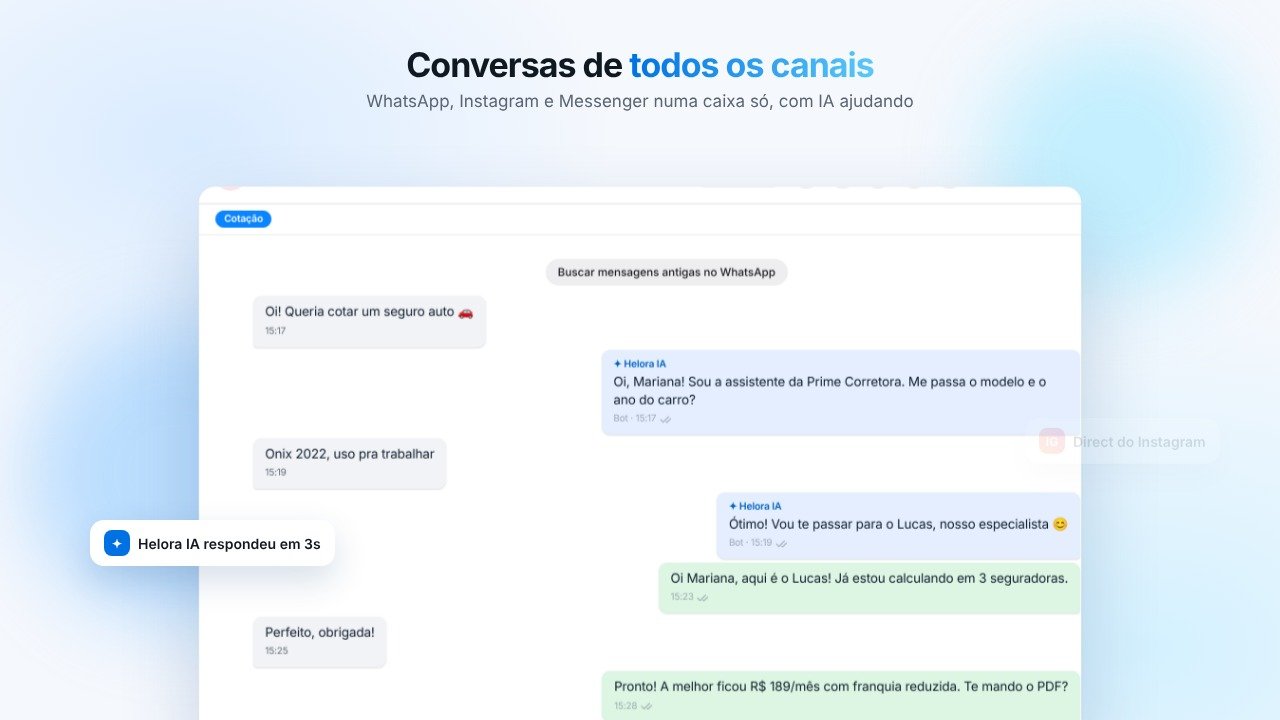 Conversas de todos os canais
WhatsApp, Instagram e Messenger numa caixa só, com IA ajudando
Cotação
Buscar mensagens antigas no WhatsApp
Oi! Queria cotar um seguro auto 🚗
15:17
✦ Helora IA
Oi, Mariana! Sou a assistente da Prime Corretora. Me passa o modelo e o
ano do carro?
Bot · 15:17
IG Direct do Instagram
Onix 2022, uso pra trabalhar
15:19
✦ Helora IA
Ótimo! Vou te passar para o Lucas, nosso especialista 😊
Bot · 15:19
✦ Helora IA respondeu em 3s
Oi Mariana, aqui é o Lucas! Já estou calculando em 3 seguradoras.
15:23
Perfeito, obrigada!
15:25
Pronto! A melhor ficou R$ 189/mês com franquia reduzida. Te mando o PDF?
15:28